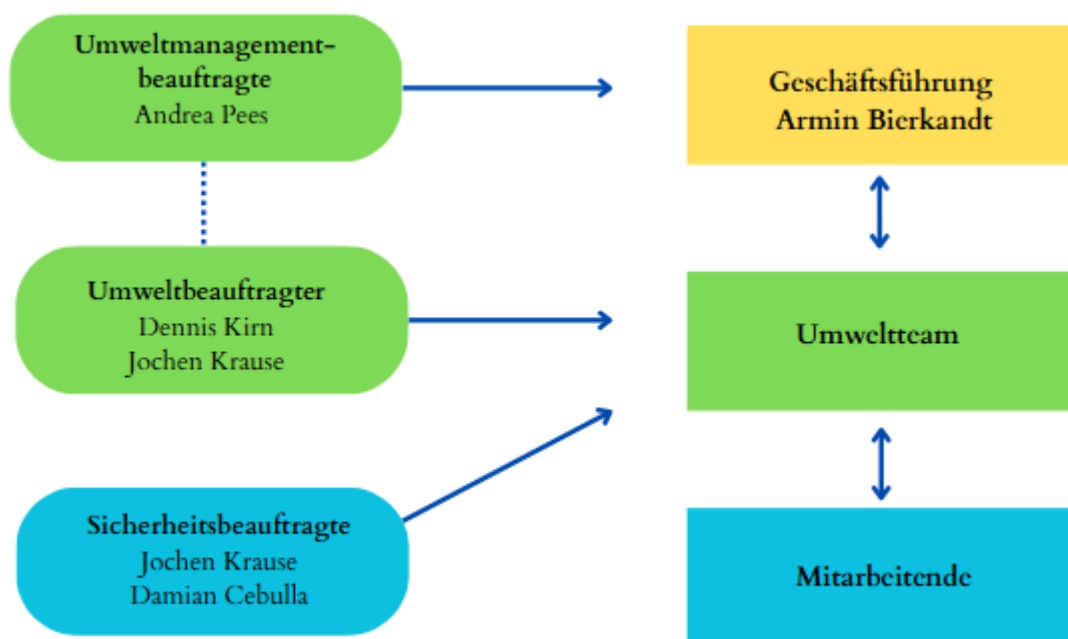 Umweltmanagement-
beauftragte
Andrea Pees
Geschäftsführung
Armin Bierkandt
Umweltbeauftragter
Dennis Kirn
Jochen Krause
Umweltteam
Sicherheitsbeauftragte
Jochen Krause
Damian Cebulla
Mitarbeitende